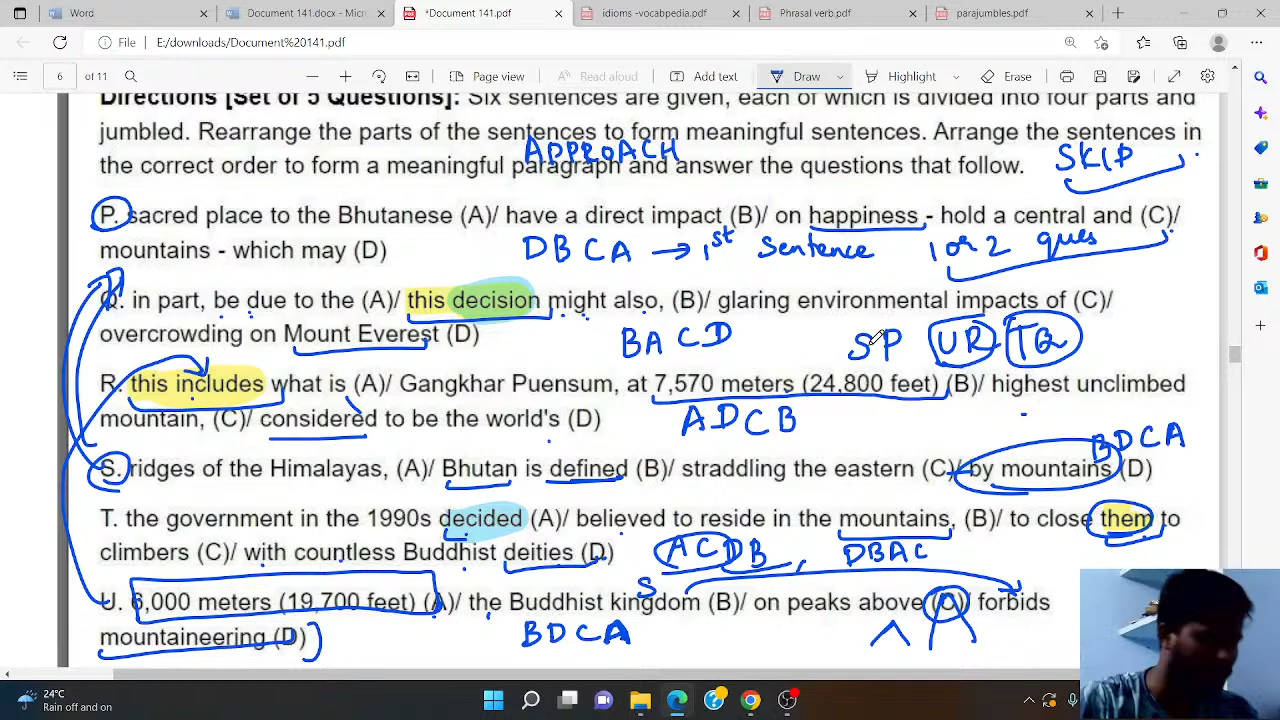 Word
Document 141.docx - Micros
*Document 141.pdf
idioms -vocabpedia.pdf
Phrasal verb.pdf
parajumbles.pdf
File
E:/downloads/Document%20141.pdf
6
of 11
Page view
Read aloud
Add text
Draw
Highlight
Erase
Directions [Set of 5 Questions]: Six sentences are given, each of which is divided into four parts and
jumbled. Rearrange the parts of the sentences to form meaningful sentences. Arrange the sentences in
APPROACH
SKIP
the correct order to form a meaningful paragraph and answer the questions that follow.
P. sacred place to the Bhutanese (A)/ have a direct impact (B)/ on happiness - hold a central and (C)/
mountains - which may (D)
DBCA → 1st Sentence 1 or 2 ques
Q. in part, be due to the (A)/ this decision might also, (B)/ glaring environmental impacts of (C)/
overcrowding on Mount Everest (D)
BACD
SP UR TQ
R. this includes what is (A)/ Gangkhar Puensum, at 7,570 meters (24.800 feet) (B)/ highest unclimbed
mountain, (C)/ considered to be the world's (D)
ADCB
BDCA
S. ridges of the Himalayas, (A)/ Bhutan is defined (B)/ straddling the eastern (C)/ by mountains (D)
T. the government in the 1990s decided (A)/ believed to reside in the mountains, (B)/ to close them to
climbers (C)/ with countless Buddhist deities (D)
ACDB, DBAC
S
U. 6,000 meters (19,700 feet) (A)/ the Buddhist kingdom (B)/ on peaks above (C)/ forbids
mountaineering (D)
BDCA
24°C
Rain off and on